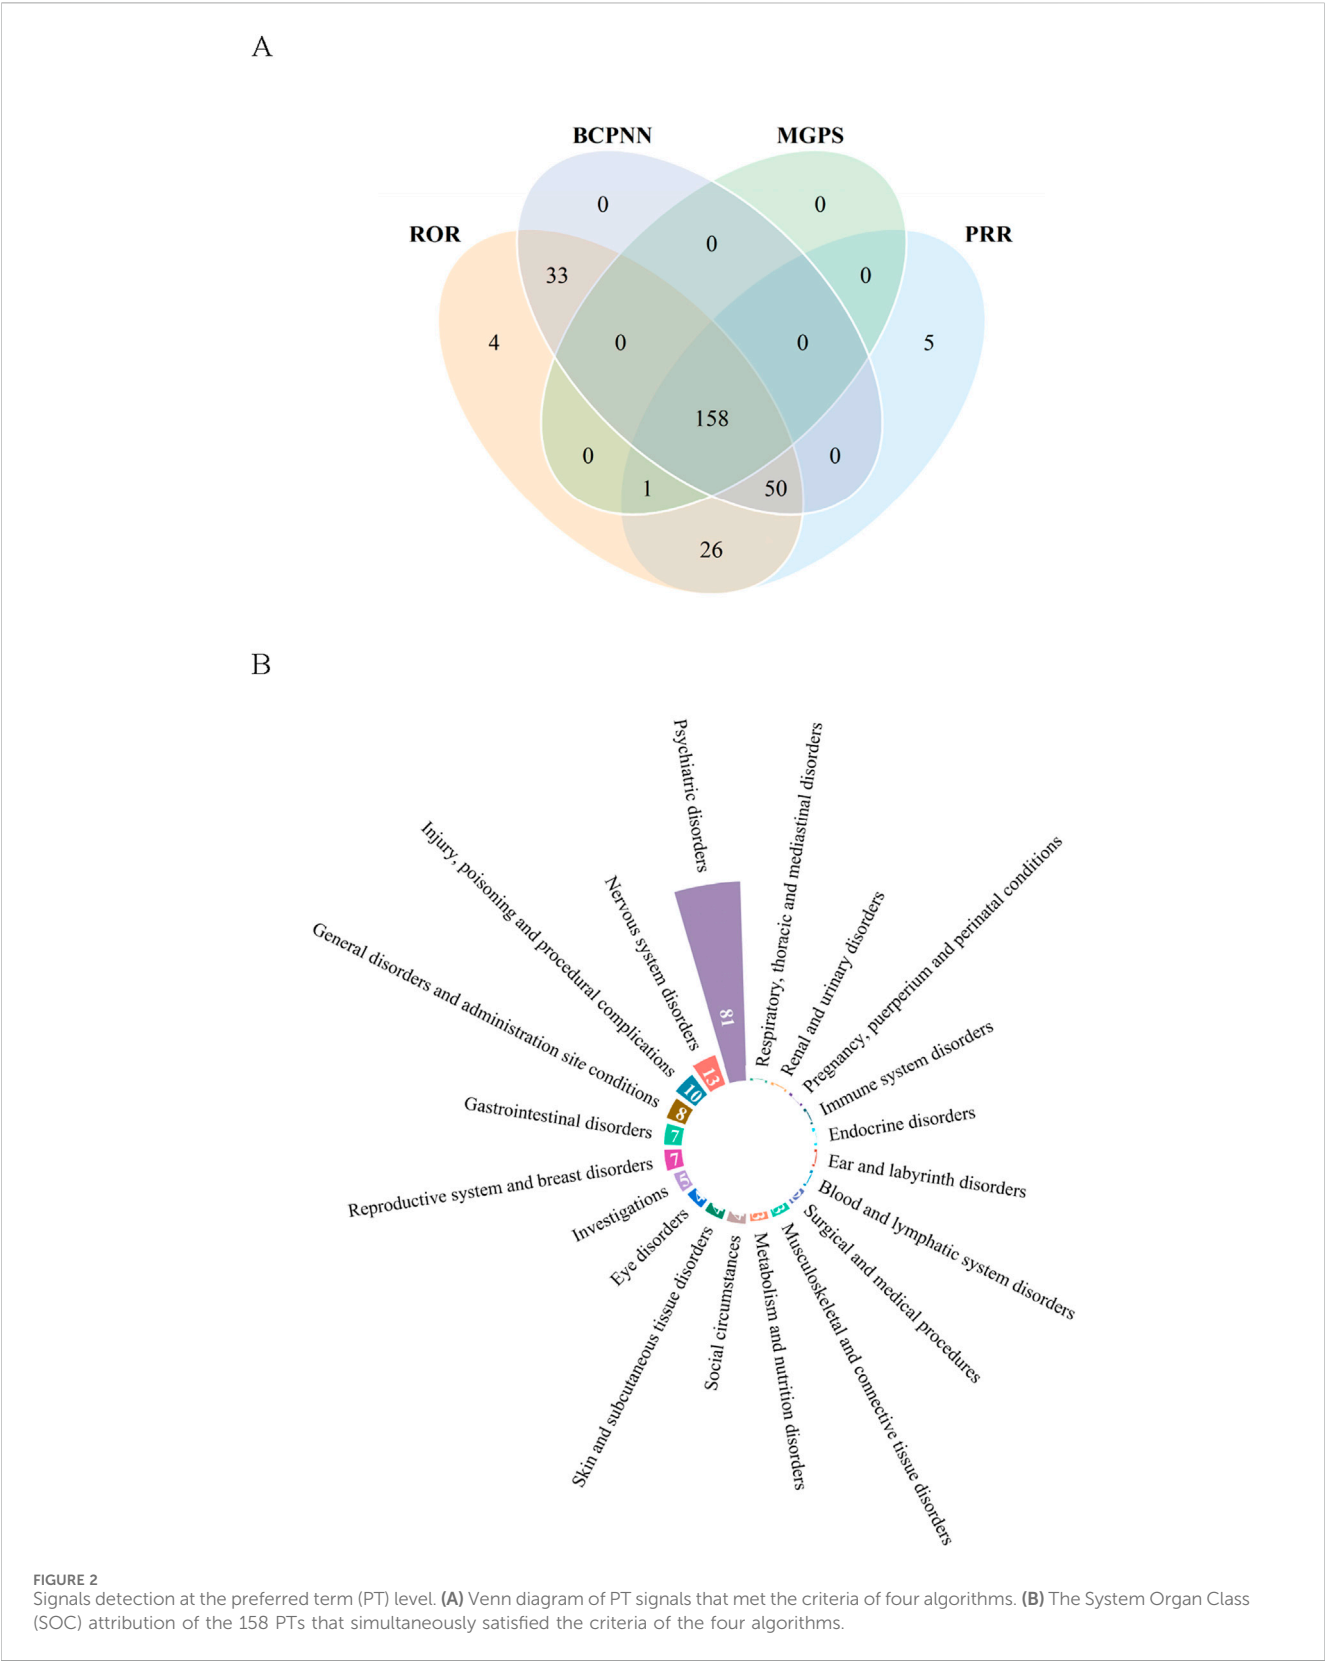 A
BCPNN
MGPS
ROR
PRR
0
0
0
33
0
4
0
0
5
158
0
0
1
50
26
B
Psychiatric disorders
Respiratory, thoracic and mediastinal disorders
Renal and urinary disorders
Pregnancy, puerperium and perinatal conditions
Immune system disorders
Endocrine disorders
Ear and labyrinth disorders
Blood and lymphatic system disorders
Surgical and medical procedures
Musculoskeletal and connective tissue disorders
Metabolism and nutrition disorders
Social circumstances
Skin and subcutaneous tissue disorders
Eye disorders
Investigations
Reproductive system and breast disorders
Gastrointestinal disorders
General disorders and administration site conditions
Injury, poisoning and procedural complications
Nervous system disorders
81
13
10
8
7
7
5
4
4
4
3
3
FIGURE 2
Signals detection at the preferred term (PT) level. (A) Venn diagram of PT signals that met the criteria of four algorithms. (B) The System Organ Class
(SOC) attribution of the 158 PTs that simultaneously satisfied the criteria of the four algorithms.